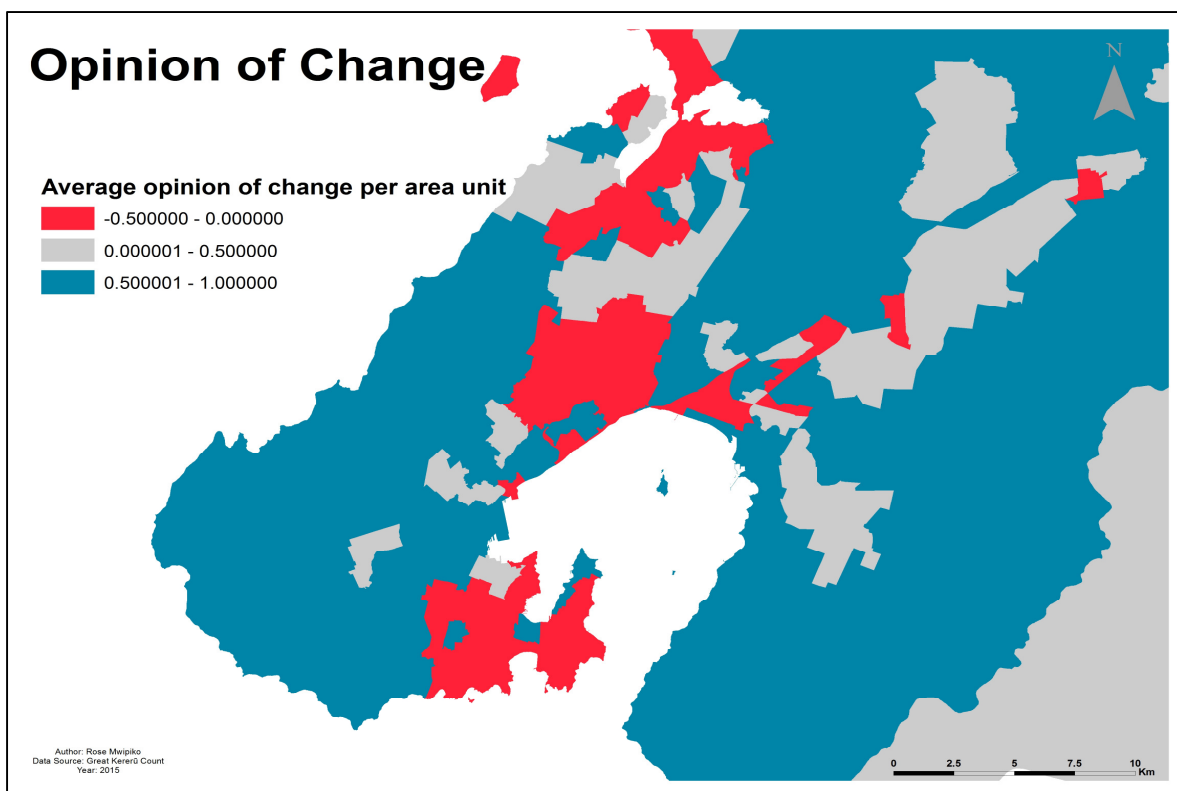 Opinion of Change
N
Average opinion of change per area unit
-0.500000 - 0.000000
0.000001 - 0.500000
0.500001 - 1.000000
Author: Rose Mwipiko
Data Source: Great Kererū Count
Year: 2015
0 2.5 5 7.5 10
Km